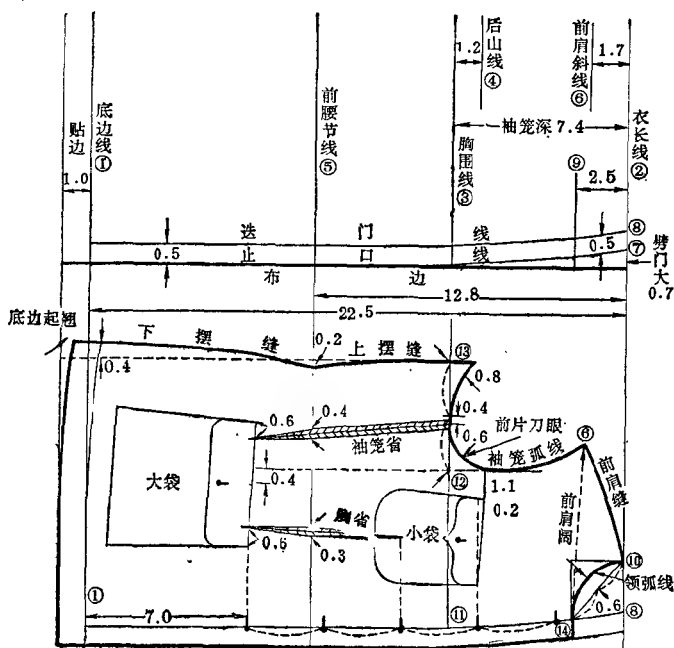 贴边
1.0
底边线①
前腰节线⑤
1.2
后山线④
前肩斜线⑥
1.7
袖笼深7.4
胸围线③
衣长线②
⑨
2.5
迭门线
⑧
0.5
止口线
0.5
⑦
布边
劈门大
0.7
12.8
22.5
底边起翘
下摆缝
0.2
上摆缝
⑬
0.4
0.8
0.6
0.4
0.4
袖笼省
0.6
前片刀眼
袖笼弧线
⑥
大袋
0.4
⑫
1.1
0.2
前肩缝
前肩阔
胸省
小袋
0.6
0.3
⑩
领弧线
0.6
①
7.0
⑪
⑭
⑧